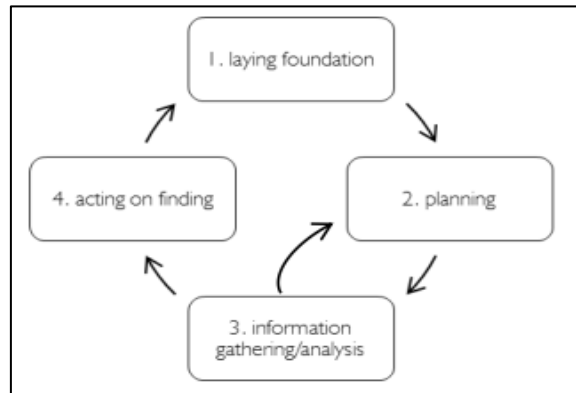 1. laying foundation
2. planning
3. information
gathering/analysis
4. acting on finding